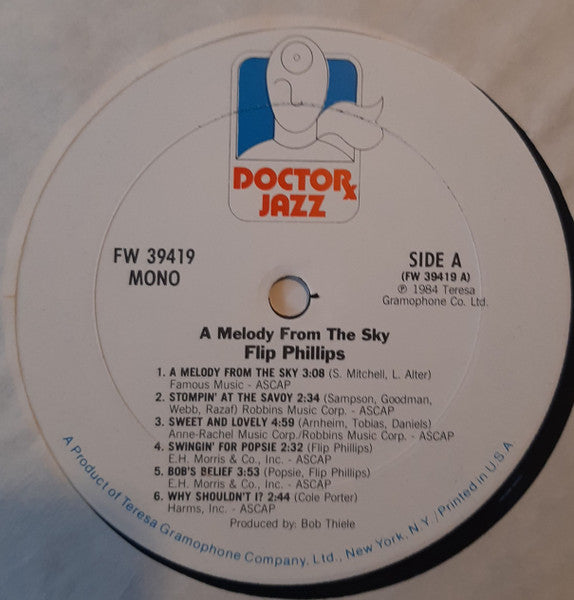 DOCTOR℞
JAZZ
FW 39419
MONO
SIDE A
(FW 39419 A)
℗ 1984 Teresa
Gramophone Co. Ltd.
A Melody From The Sky
Flip Phillips
1. A MELODY FROM THE SKY 3:08 (S. Mitchell, L. Alter)
Famous Music - ASCAP
2. STOMPIN' AT THE SAVOY 2:34 (Sampson, Goodman,
Webb, Razaf) Robbins Music Corp. - ASCAP
3. SWEET AND LOVELY 4:59 (Arnheim, Tobias, Daniels)
Anne-Rachel Music Corp./Robbins Music Corp. - ASCAP
4. SWINGIN' FOR POPSIE 2:32 (Flip Phillips)
E.H. Morris & Co., Inc. - ASCAP
5. BOB'S BELIEF 3:53 (Popsie, Flip Phillips)
E.H. Morris & Co., Inc. - ASCAP
6. WHY SHOULDN'T I? 2:44 (Cole Porter)
Harms, Inc. - ASCAP
Produced by: Bob Thiele
A Product of Teresa Gramophone Company, Ltd., New York, N.Y./Printed in U.S.A